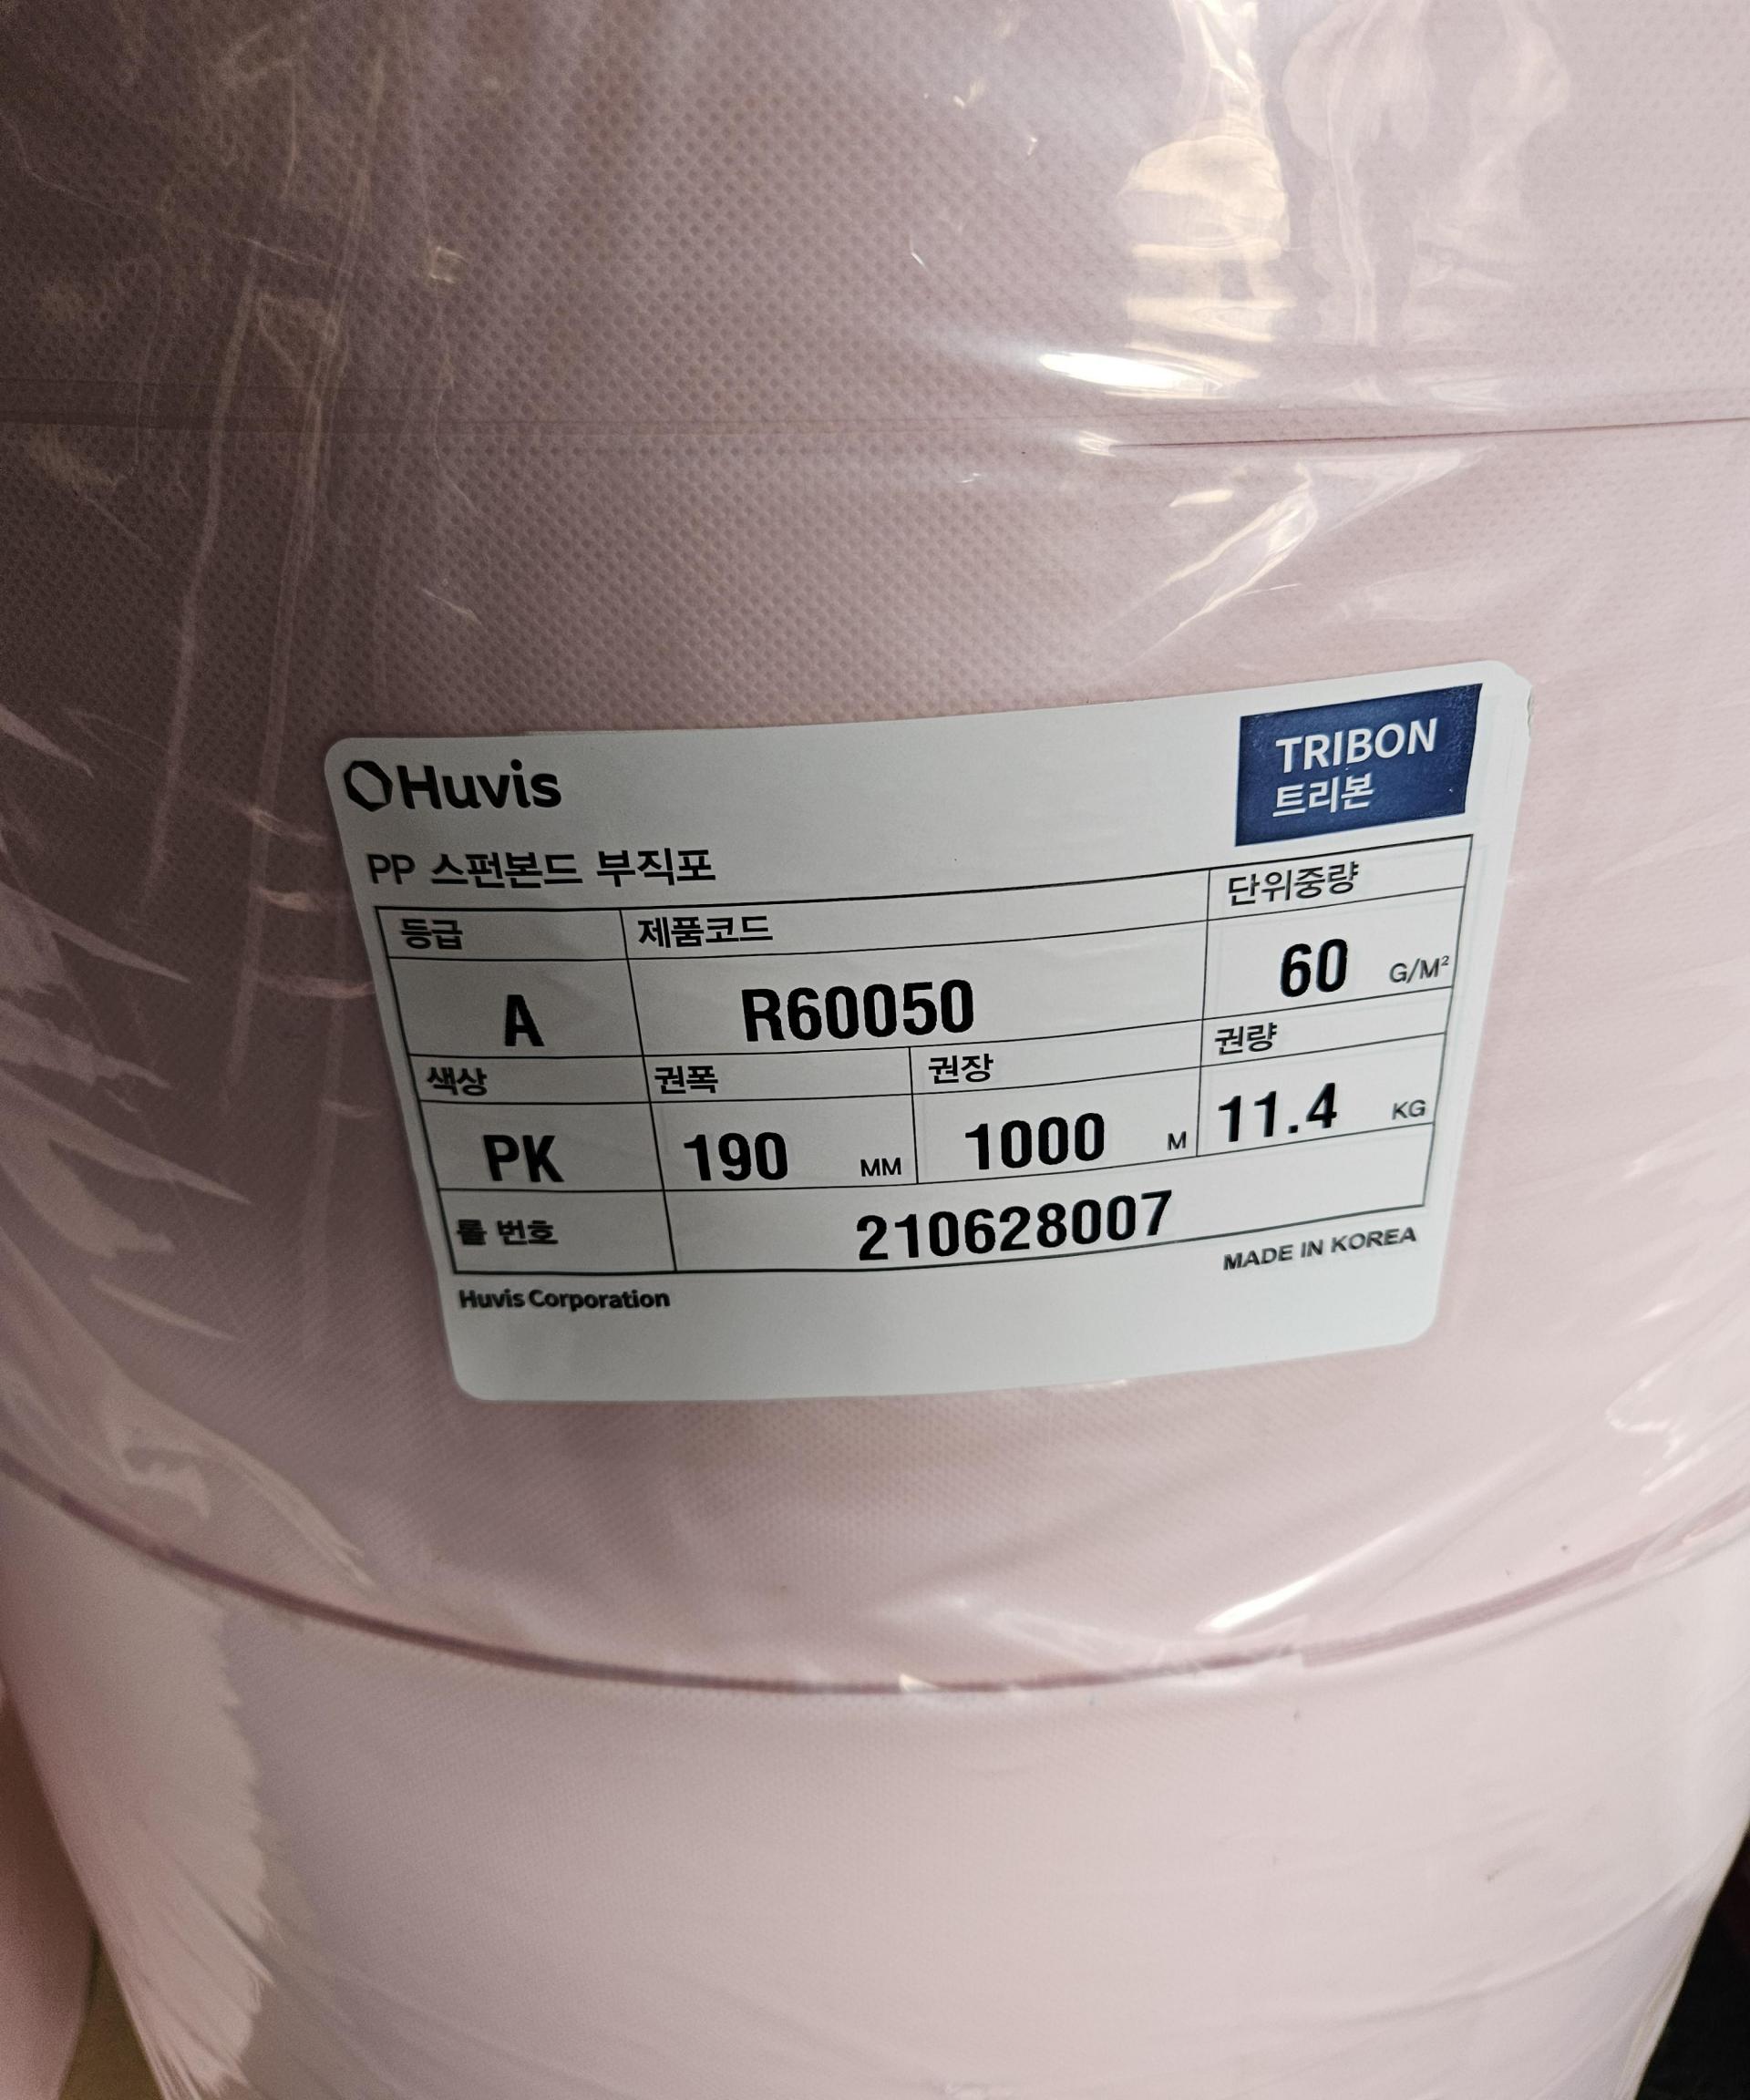 Huvis
TRIBON
트리본
PP 스펀본드 부직포
등급 제품코드 단위중량
A R60050 60 G/M²
색상 권폭 권장 권량
PK 190 MM 1000 M 11.4 KG
롤 번호 210628007
Huvis Corporation MADE IN KOREA